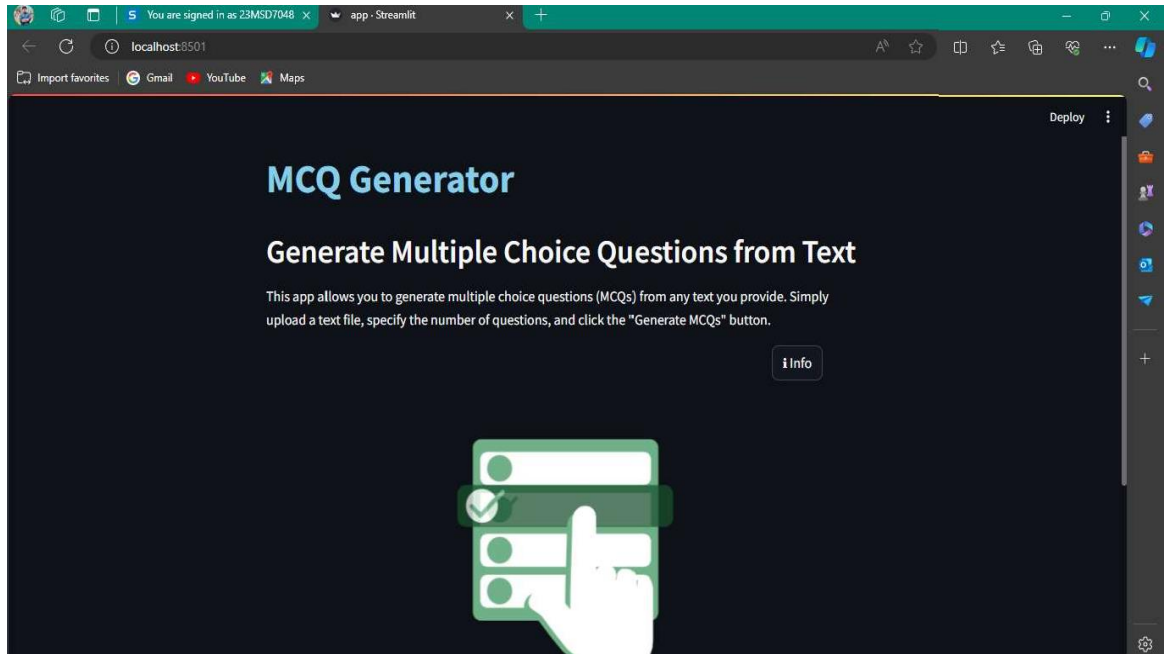 S You are signed in as 23MSD7048
app · Streamlit
localhost:8501
Import favorites
G Gmail
YouTube
Maps
Deploy
MCQ Generator
Generate Multiple Choice Questions from Text
This app allows you to generate multiple choice questions (MCQs) from any text you provide. Simply
upload a text file, specify the number of questions, and click the "Generate MCQs" button.
i Info